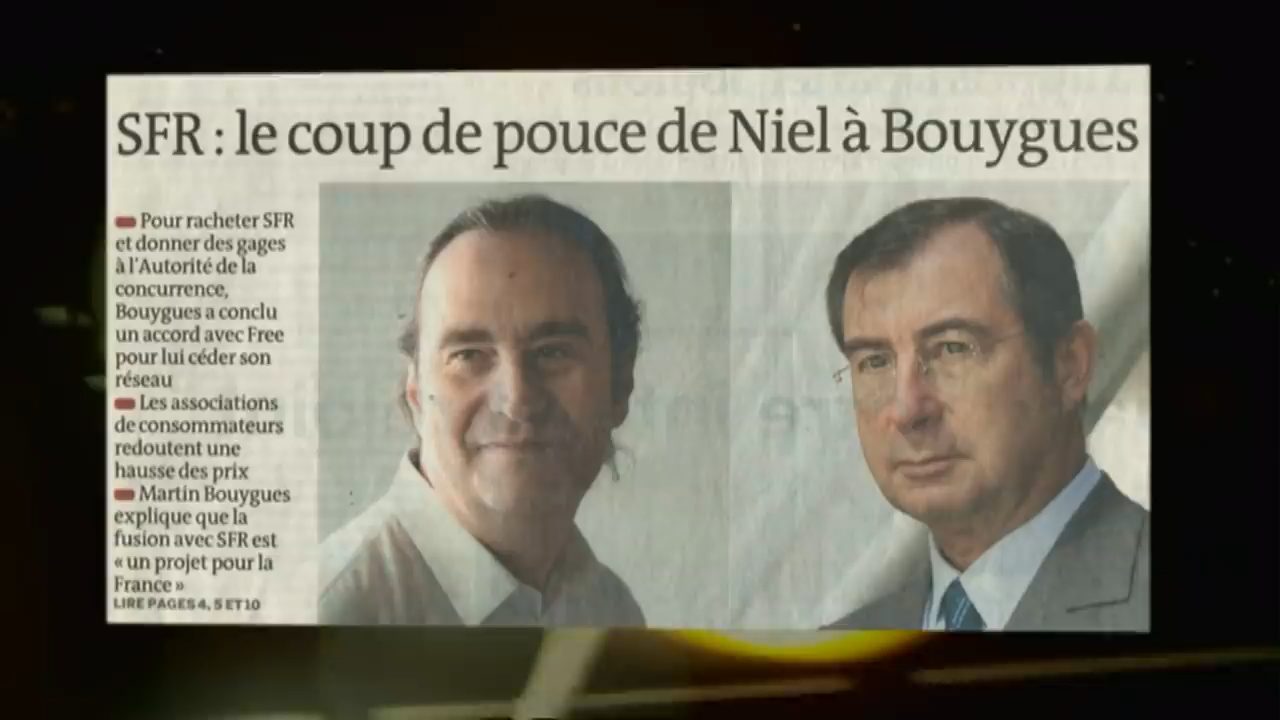 SFR : le coup de pouce de Niel à Bouygues
Pour racheter SFR
et donner des gages
à l'Autorité de la
concurrence,
Bouygues a conclu
un accord avec Free
pour lui céder son
réseau
Les associations
de consommateurs
redoutent une
hausse des prix
Martin Bouygues
explique que la
fusion avec SFR est
« un projet pour la
France »
LIRE PAGES 4, 5 ET 10